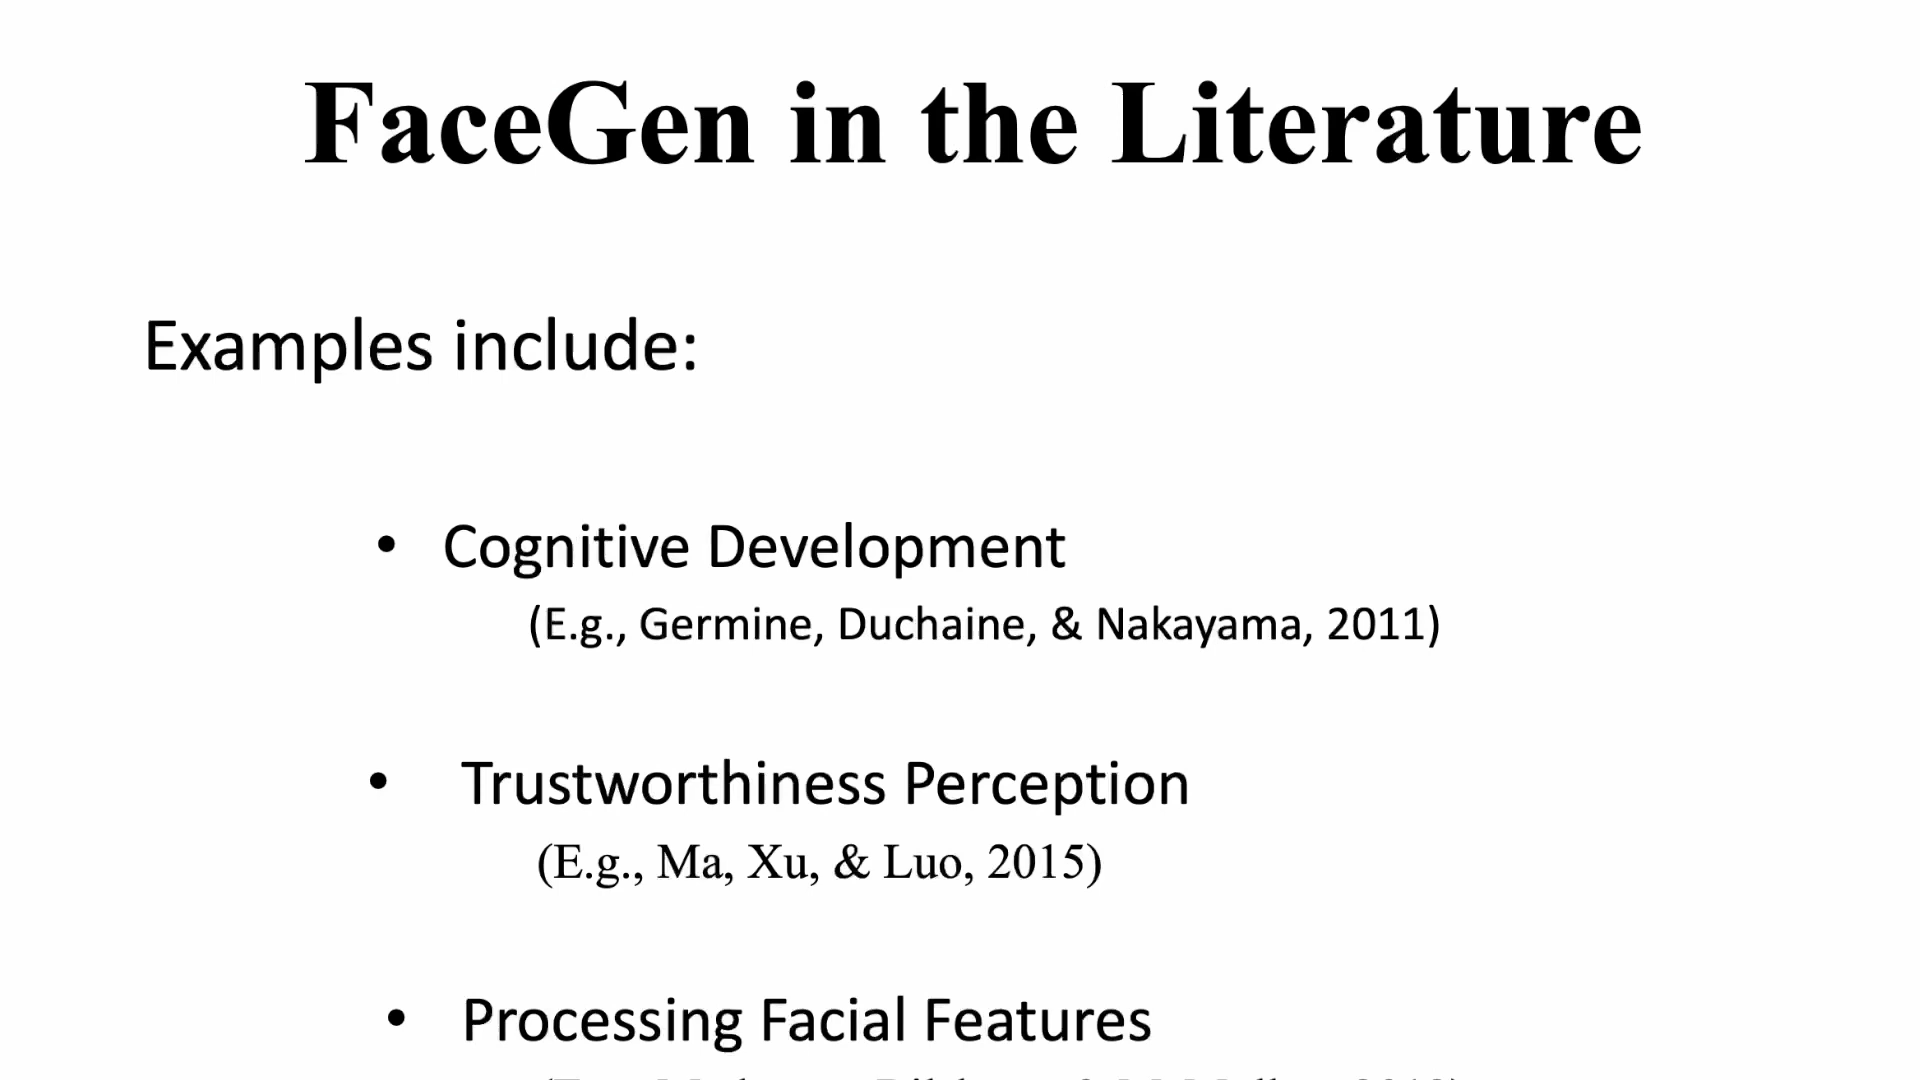 FaceGen in the Literature
Examples include:
• Cognitive Development
(E.g., Germine, Duchaine, & Nakayama, 2011)
• Trustworthiness Perception
(E.g., Ma, Xu, & Luo, 2015)
• Processing Facial Features